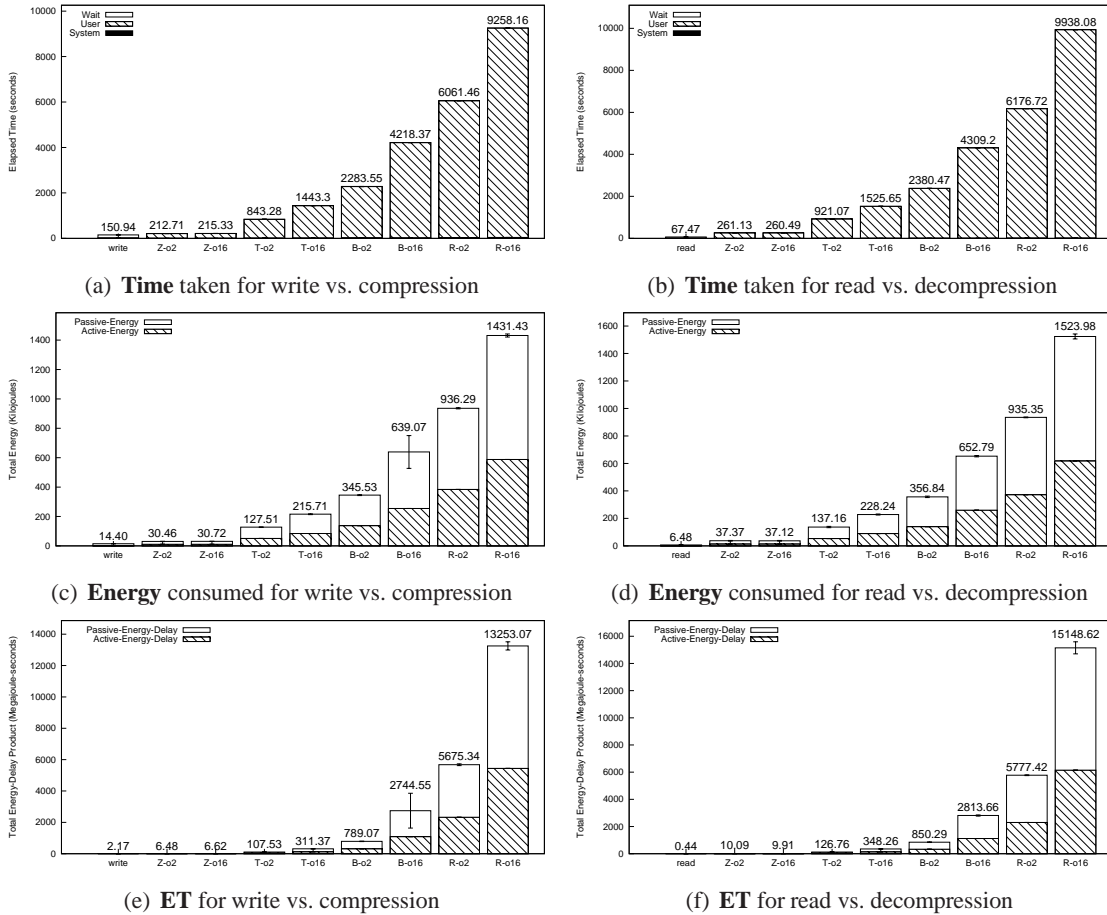 Wait
User
System
Elapsed Time (seconds)
10000
8000
6000
4000
2000
0
150.94
212.71
215.33
843.28
1443.3
2283.55
4218.37
6061.46
9258.16
write
Z-o2
Z-o16
T-o2
T-o16
B-o2
B-o16
R-o2
R-o16
(a) Time taken for write vs. compression
Wait
User
System
Elapsed Time (seconds)
10000
8000
6000
4000
2000
0
67.47
261.13
260.49
921.07
1525.65
2380.47
4309.2
6176.72
9938.08
read
Z-o2
Z-o16
T-o2
T-o16
B-o2
B-o16
R-o2
R-o16
(b) Time taken for read vs. decompression
Passive-Energy
Active-Energy
Total Energy (Kilojoules)
1400
1200
1000
800
600
400
200
0
14.40
30.46
30.72
127.51
215.71
345.53
639.07
936.29
1431.43
write
Z-o2
Z-o16
T-o2
T-o16
B-o2
B-o16
R-o2
R-o16
(c) Energy consumed for write vs. compression
Passive-Energy
Active-Energy
Total Energy (Kilojoules)
1600
1400
1200
1000
800
600
400
200
0
6.48
37.37
37.12
137.16
228.24
356.84
652.79
935.35
1523.98
read
Z-o2
Z-o16
T-o2
T-o16
B-o2
B-o16
R-o2
R-o16
(d) Energy consumed for read vs. decompression
Passive-Energy-Delay
Active-Energy-Delay
Total Energy-Delay Product (Megajoule-seconds)
14000
12000
10000
8000
6000
4000
2000
0
2.17
6.48
6.62
107.53
311.37
789.07
2744.55
5675.34
13253.07
write
Z-o2
Z-o16
T-o2
T-o16
B-o2
B-o16
R-o2
R-o16
(e) ET for write vs. compression
Passive-Energy-Delay
Active-Energy-Delay
Total Energy-Delay Product (Megajoule-seconds)
16000
14000
12000
10000
8000
6000
4000
2000
0
0.44
10.09
9.91
126.76
348.26
850.29
2813.66
5777.42
15148.62
read
Z-o2
Z-o16
T-o2
T-o16
B-o2
B-o16
R-o2
R-o16
(f) ET for read vs. decompression